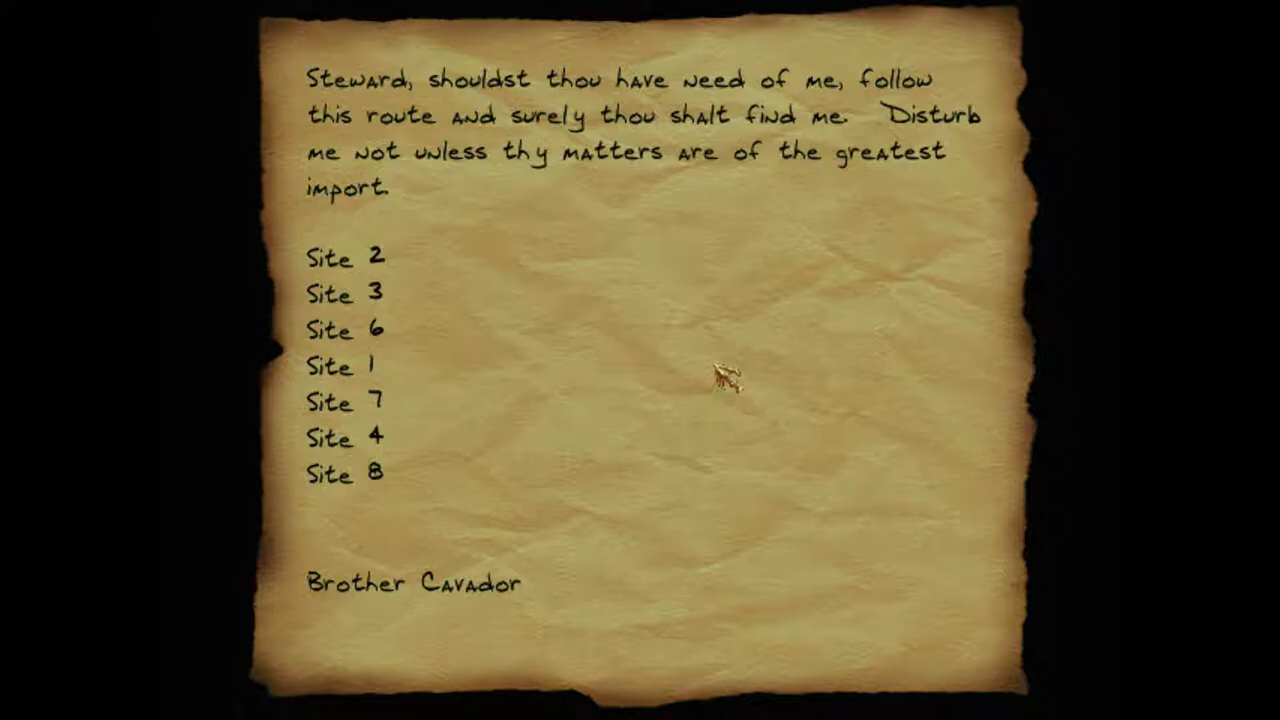 Steward, shouldst thou have need of me, follow
this route and surely thou shalt find me. Disturb
me not unless thy matters are of the greatest
import.
Site 2
Site 3
Site 6
Site 1
Site 7
Site 4
Site 8
Brother Cavador